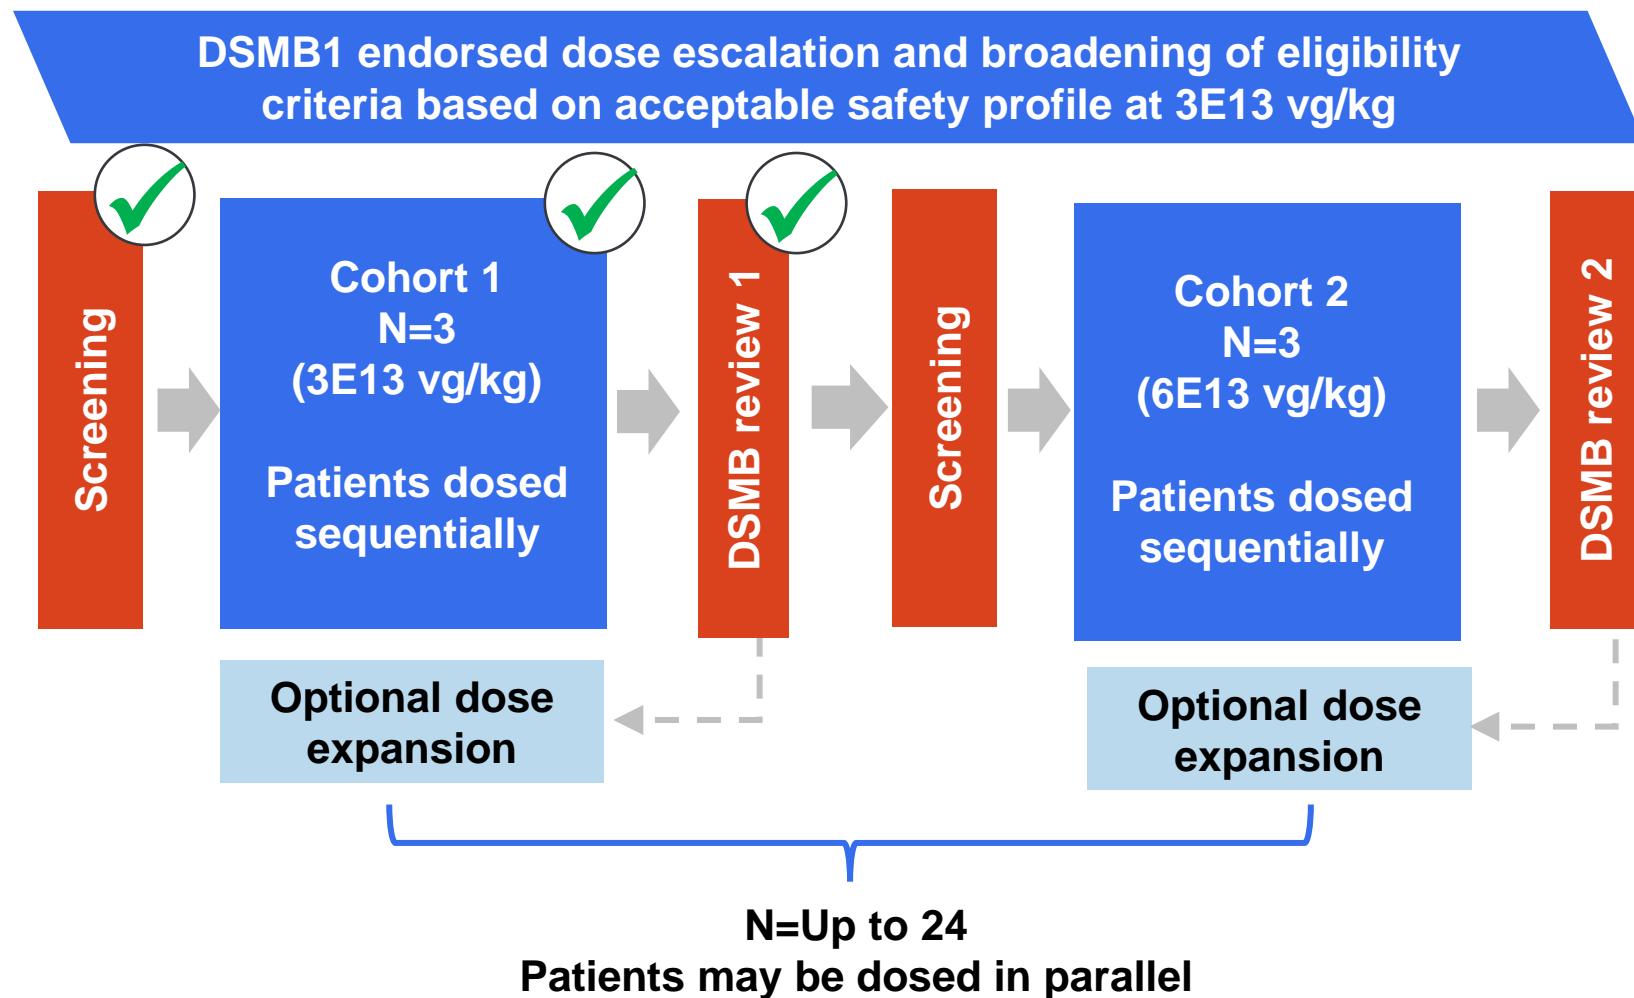 DSMB1 endorsed dose escalation and broadening of eligibility
criteria based on acceptable safety profile at 3E13 vg/kg
Screening
Cohort 1
N=3
(3E13 vg/kg)
Patients dosed
sequentially
DSMB review 1
Screening
Cohort 2
N=3
(6E13 vg/kg)
Patients dosed
sequentially
DSMB review 2
Optional dose
expansion
Optional dose
expansion
N=Up to 24
Patients may be dosed in parallel